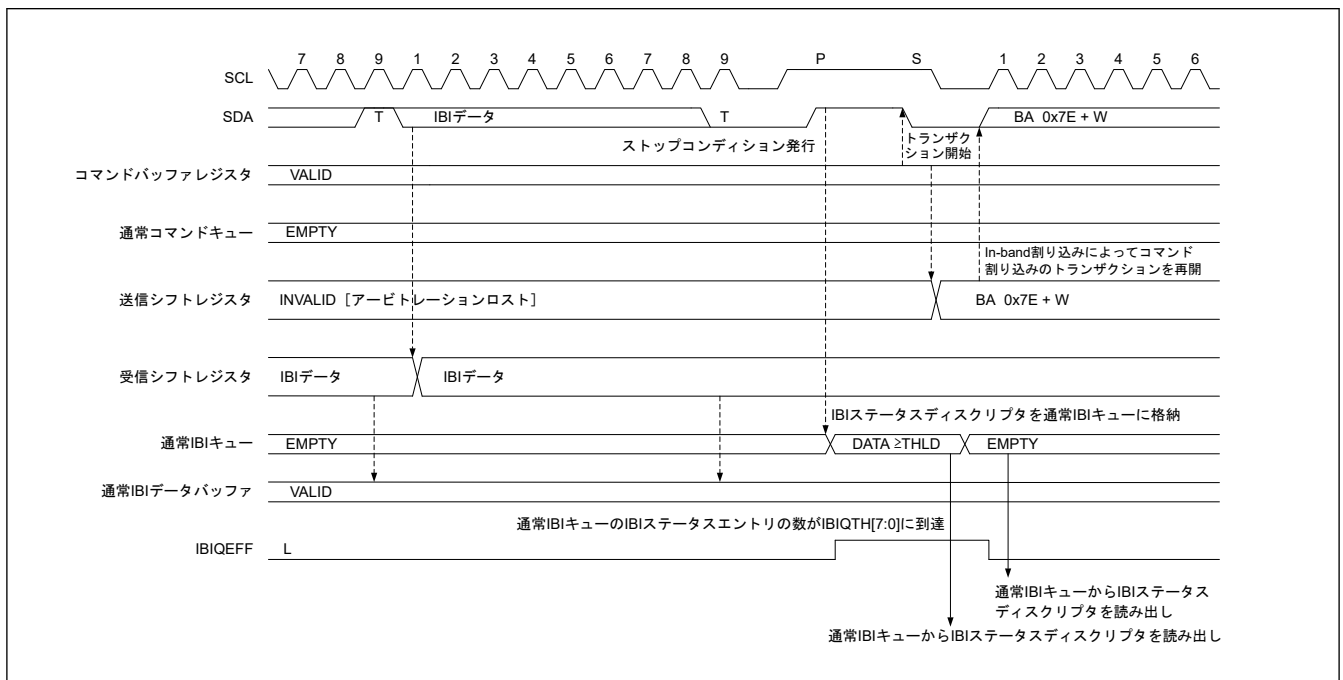 7 8 9 1 2 3 4 5 6 7 8 9 P S 1 2 3 4 5 6
SCL
SDA T IBIデータ T BA 0x7E + W
ストップコンディション発行
トランザク
ション開始
コマンドバッファレジスタ VALID
通常コマンドキュー EMPTY
In-band割り込みによってコマンド
割り込みのトランザクションを再開
送信シフトレジスタ INVALID［アービトレーションロスト］ BA 0x7E + W
受信シフトレジスタ IBIデータ IBIデータ
IBIステータスディスクリプタを通常IBIキューに格納
通常IBIキュー EMPTY DATA ≥THLD EMPTY
通常IBIデータバッファ VALID
通常IBIキューのIBIステータスエントリの数がIBIQTH[7:0]に到達
IBIQEFF L
通常IBIキューからIBIステータス
ディスクリプタを読み出し
通常IBIキューからIBIステータスディスクリプタを読み出し